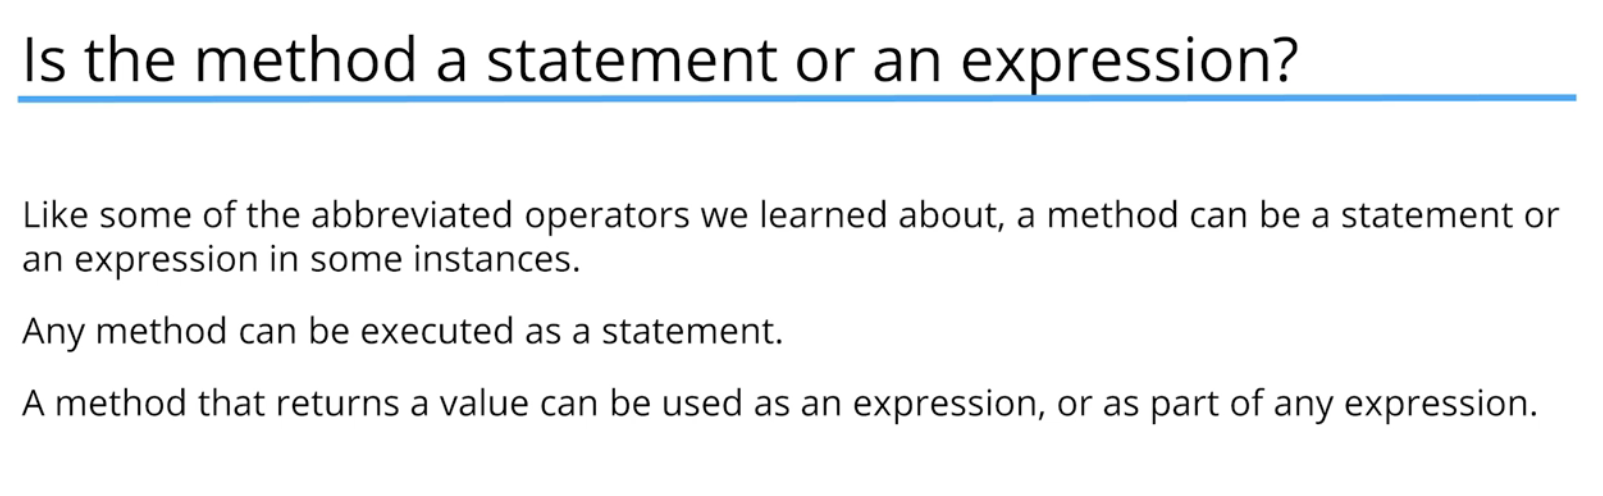 Is the method a statement or an expression?
Like some of the abbreviated operators we learned about, a method can be a statement or
an expression in some instances.
Any method can be executed as a statement.
A method that returns a value can be used as an expression, or as part of any expression.